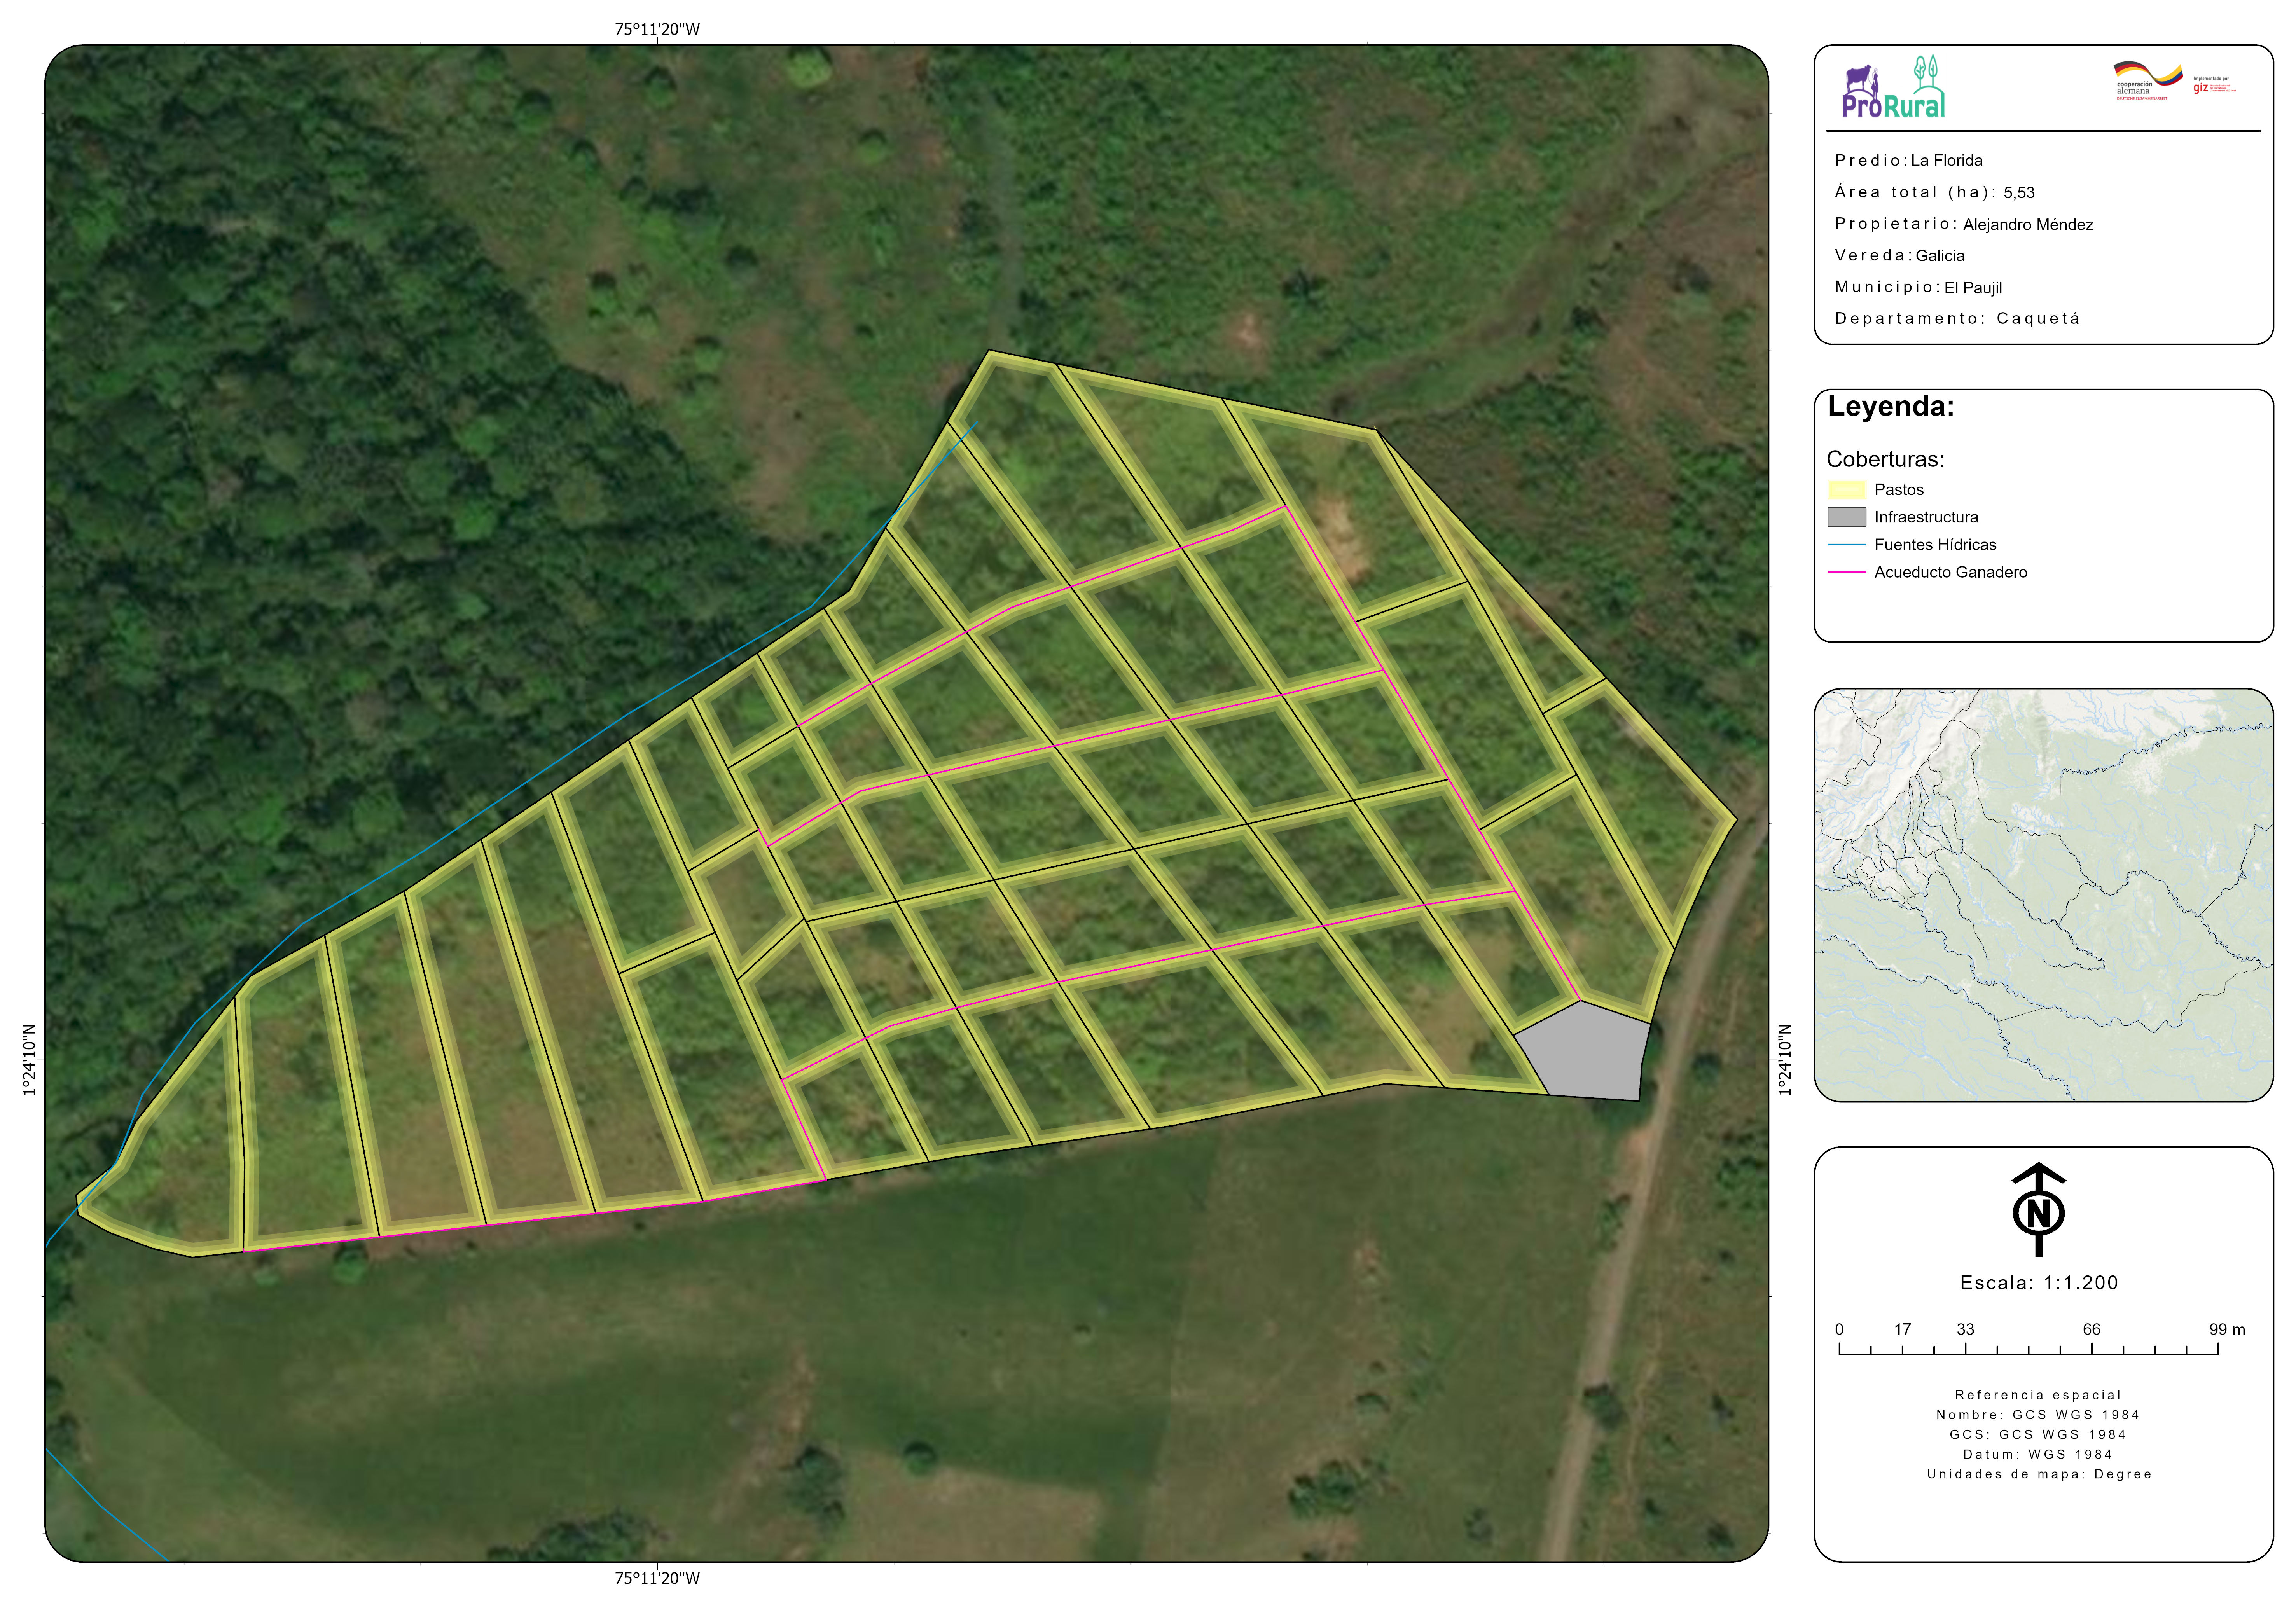 75°11'20"W
ProRural
cooperación
alemana
DEUTSCHE ZUSAMMENARBEIT
Implementada por
giz
Predio: La Florida
Área total (ha): 5,53
Propietario: Alejandro Méndez
Vereda: Galicia
Municipio: El Paujil
Departamento: Caquetá
Leyenda:
Coberturas:
Pastos
Infraestructura
Fuentes Hídricas
Acueducto Ganadero
1°24'10"N
1°24'10"N
N
Escala: 1:1.200
0 17 33 66 99 m
Referencia espacial
Nombre: GCS WGS 1984
GCS: GCS WGS 1984
Datum: WGS 1984
Unidades de mapa: Degree
75°11'20"W